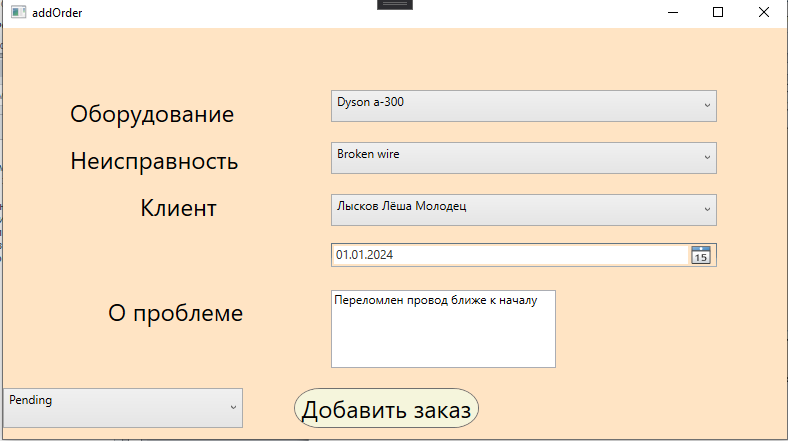 addOrder
Оборудование
Dyson a-300
Неисправность
Broken wire
Клиент
Лысков Лёша Молодец
01.01.2024
15
О проблеме
Переломлен провод ближе к началу
Pending
Добавить заказ